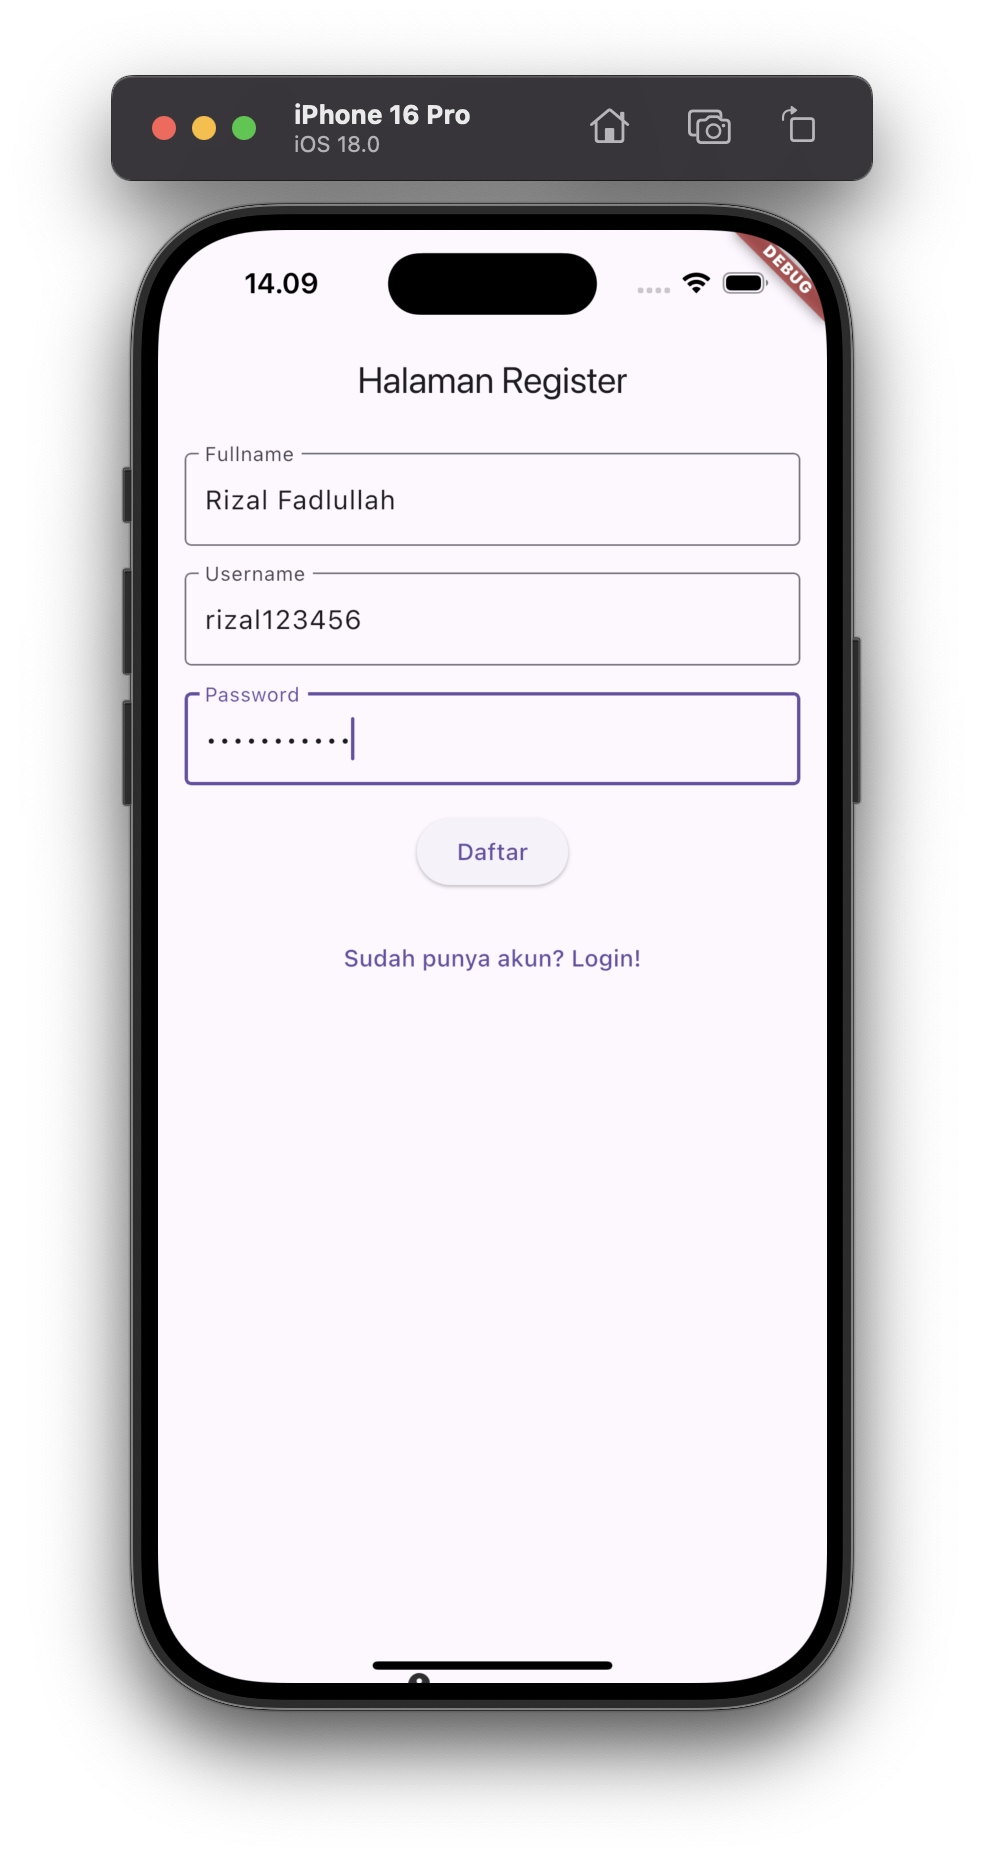 iPhone 16 Pro
iOS 18.0
14.09
DEBUG
Halaman Register
Fullname
Rizal Fadlullah
Username
rizal123456
Password
•••••••••••
Daftar
Sudah punya akun? Login!